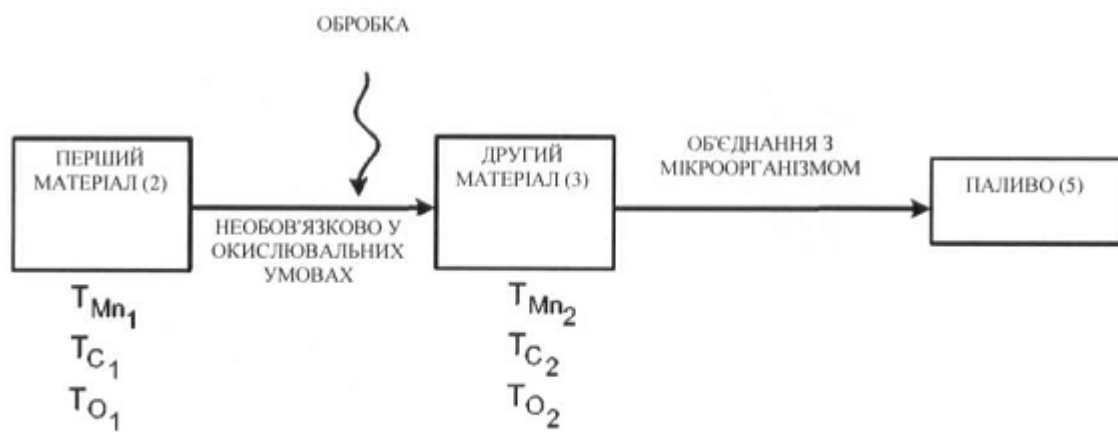 ОБРОБКА
ПЕРШИЙ
МАТЕРІАЛ (2)
НЕОБОВ'ЯЗКОВО У
ОКИСЛЮВАЛЬНИХ
УМОВАХ
ДРУГИЙ
МАТЕРІАЛ (3)
ОБ'ЄДНАННЯ З
МІКРООРГАНІЗМОМ
ПАЛИВО (5)
TMn1
TC1
TO1
TMn2
TC2
TO2